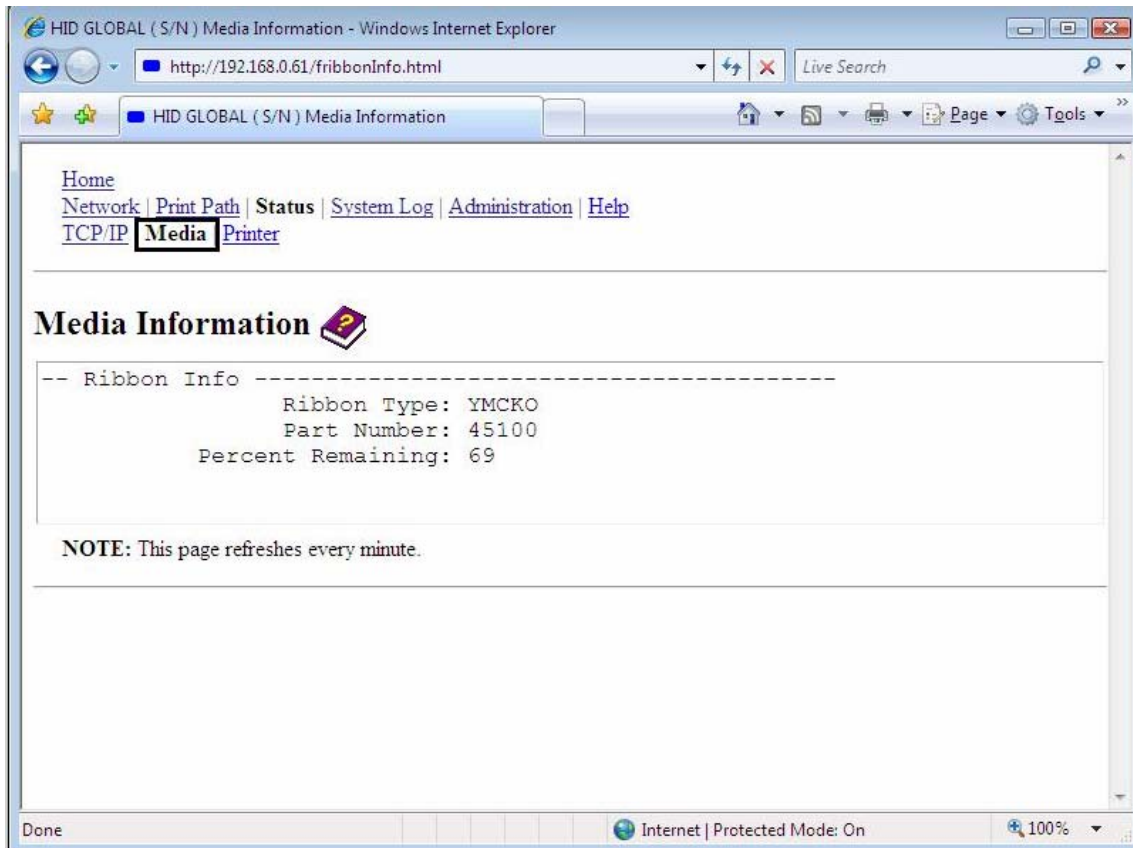 HID GLOBAL ( S/N ) Media Information - Windows Internet Explorer
http://192.168.0.61/fribbonInfo.html Live Search
HID GLOBAL ( S/N ) Media Information Page Tools »
Home
Network | Print Path | Status | System Log | Administration | Help
TCP/IP Media Printer
Media Information
-- Ribbon Info -----------------------------------------
Ribbon Type: YMCKO
Part Number: 45100
Percent Remaining: 69
NOTE: This page refreshes every minute.
Done Internet | Protected Mode: On 100%